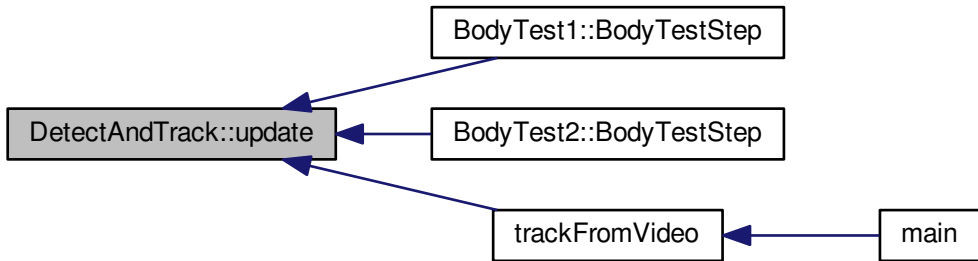 BodyTest1::BodyTestStep
DetectAndTrack::update
BodyTest2::BodyTestStep
trackFromVideo
main